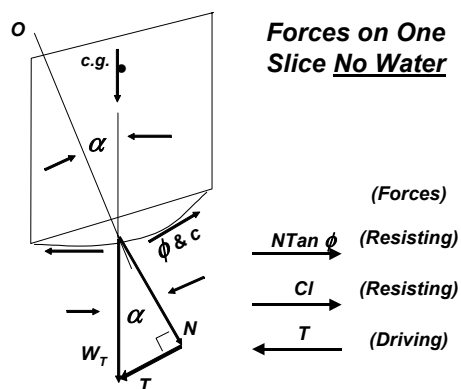 O
Forces on One
Slice No Water
c.g.
α
(Forces)
ϕ & c
NTan ϕ (Resisting)
Cl (Resisting)
α
N
T (Driving)
W_T
T